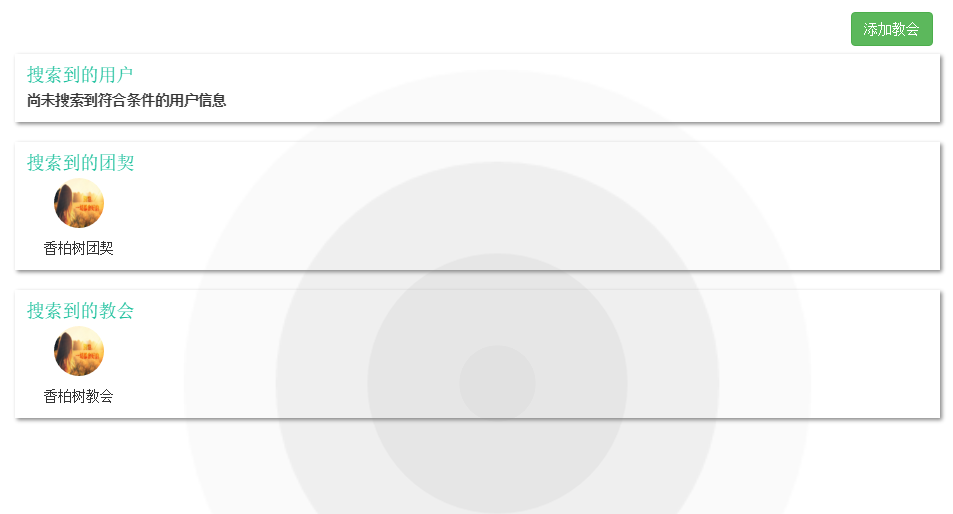 添加教会
搜索到的用户
尚未搜索到符合条件的用户信息
搜索到的团契
香柏树团契
搜索到的教会
香柏树教会